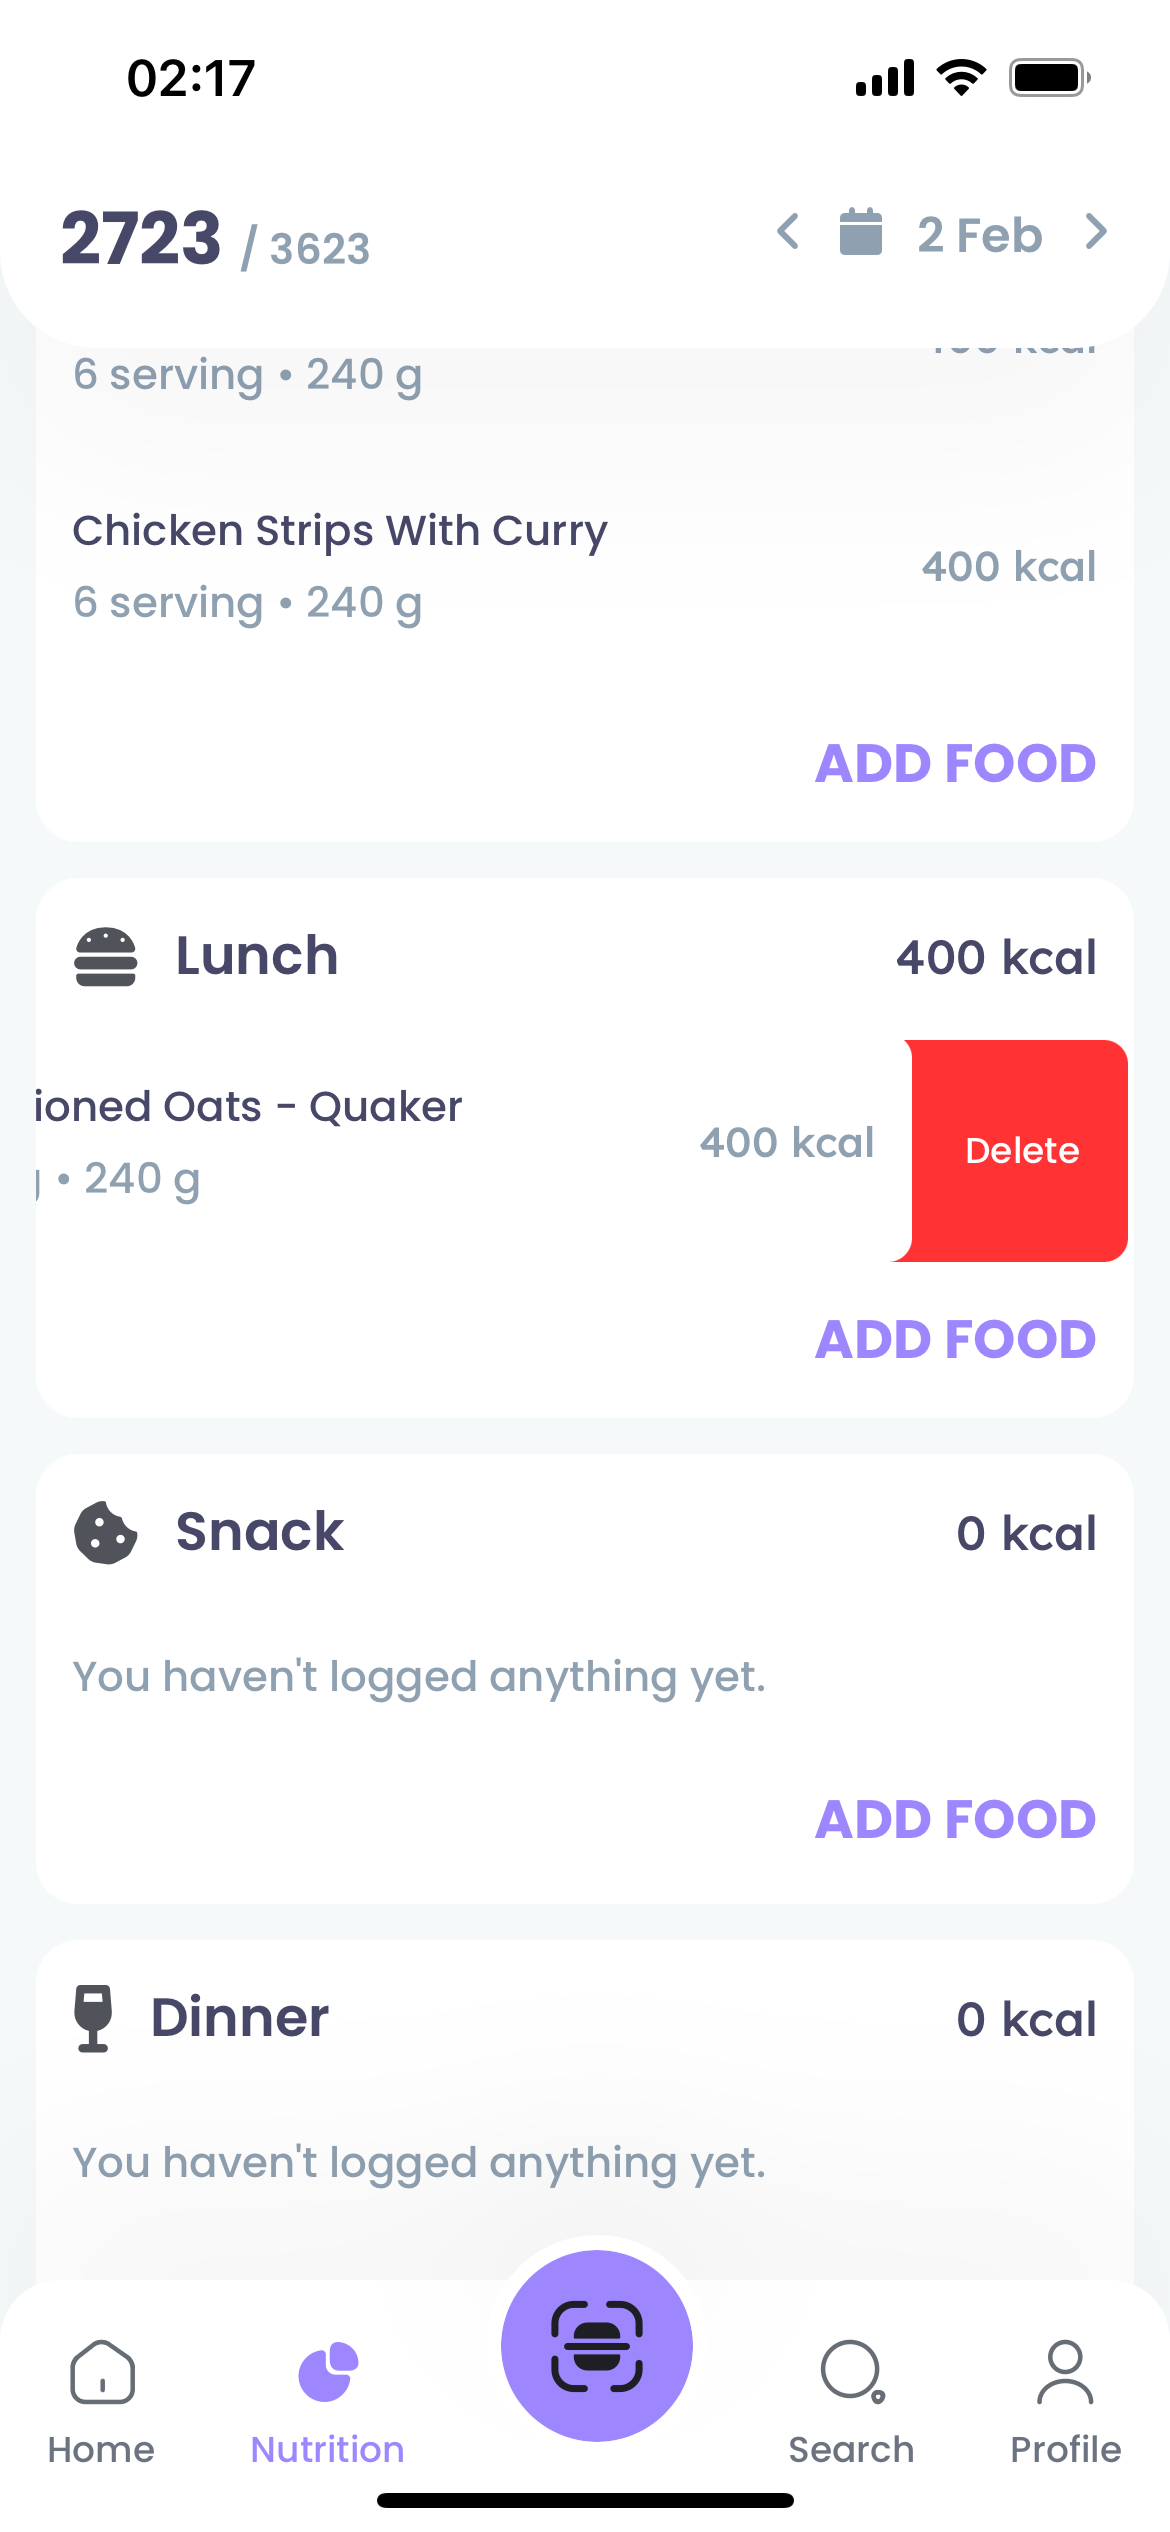 02:17
2723 / 3623
2 Feb
6 serving • 240 g
kcal
Chicken Strips With Curry
400 kcal
6 serving • 240 g
ADD FOOD
Lunch
400 kcal
ioned Oats - Quaker
400 kcal
Delete
• 240 g
ADD FOOD
Snack
0 kcal
You haven't logged anything yet.
ADD FOOD
Dinner
0 kcal
You haven't logged anything yet.
Home
Nutrition
Search
Profile